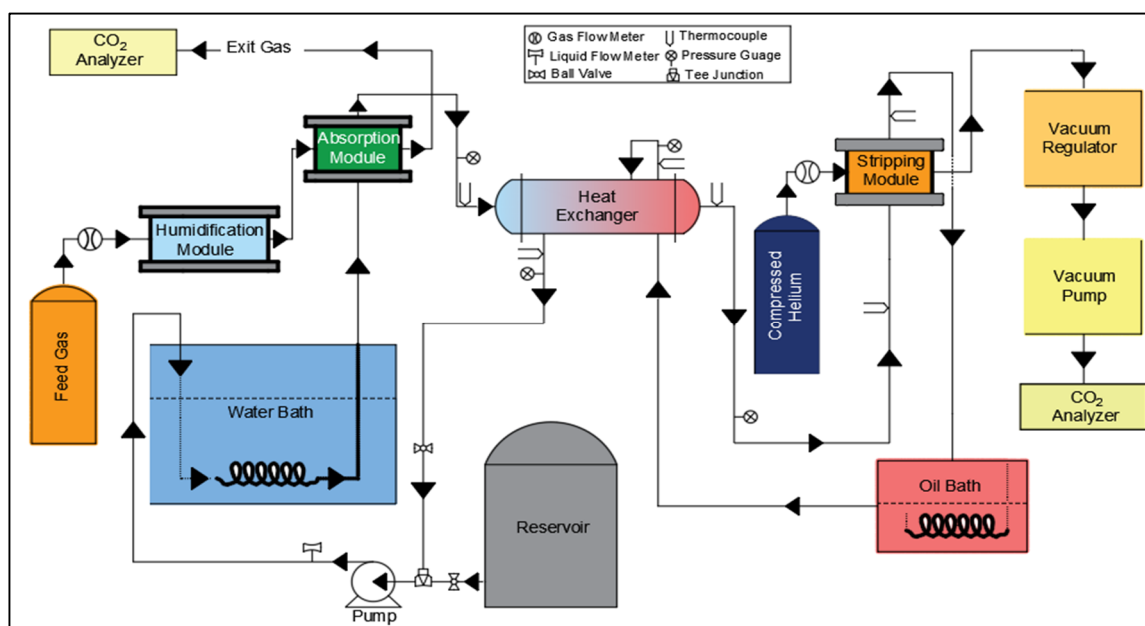 CO₂
Analyzer
Exit Gas
Gas Flow Meter
Thermocouple
Liquid Flow Meter
Pressure Guage
Ball Valve
Tee Junction
Absorption
Module
Vacuum
Regulator
Stripping
Module
Heat
Exchanger
Humidification
Module
Compressed
Helium
Vacuum
Pump
Feed Gas
Water Bath
CO₂
Analyzer
Oil Bath
Reservoir
Pump